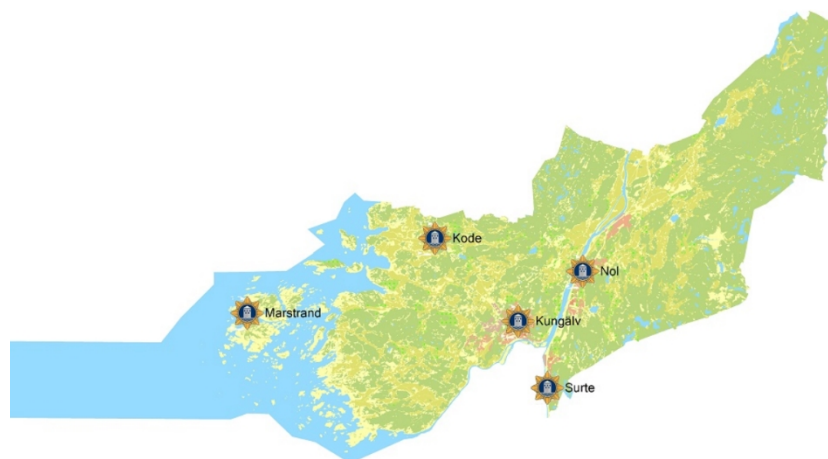 Kode
Nol
Marstrand
Kungälv
Surte